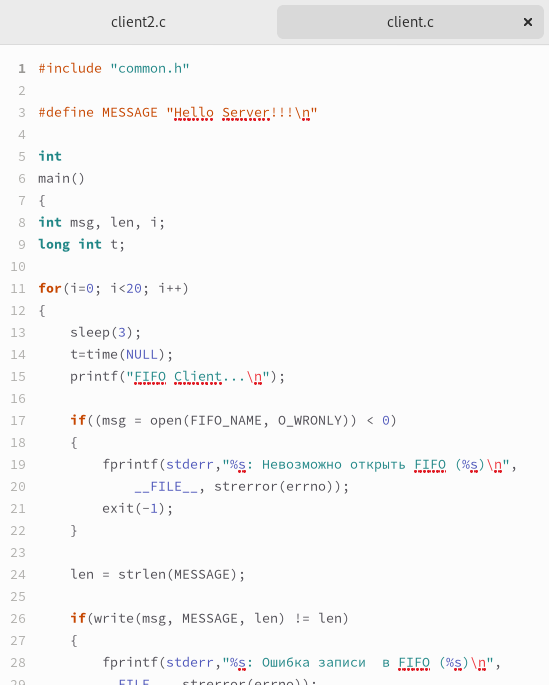 client2.c client.c ×
1 #include "common.h"
2
3 #define MESSAGE "Hello Server!!!\n"
4
5 int
6 main()
7 {
8 int msg, len, i;
9 long int t;
10
11 for(i=0; i<20; i++)
12 {
13     sleep(3);
14     t=time(NULL);
15     printf("FIFO Client...\n");
16
17     if((msg = open(FIFO_NAME, O_WRONLY)) < 0)
18     {
19         fprintf(stderr,"%s: Невозможно открыть FIFO (%s)\n",
20             __FILE__, strerror(errno));
21         exit(-1);
22     }
23
24     len = strlen(MESSAGE);
25
26     if(write(msg, MESSAGE, len) != len)
27     {
28         fprintf(stderr,"%s: Ошибка записи  в FIFO (%s)\n",
29             __FILE__, strerror(errno));